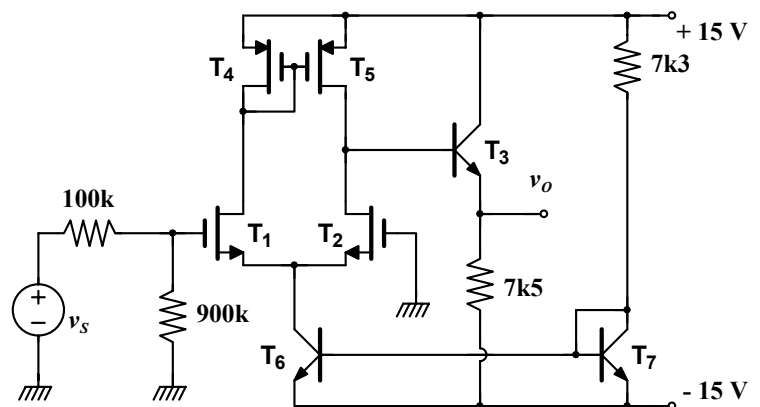 + 15 V
7k3
T4
T5
T3
vO
100k
T1
T2
7k5
+
−
vS
900k
T6
T7
- 15 V